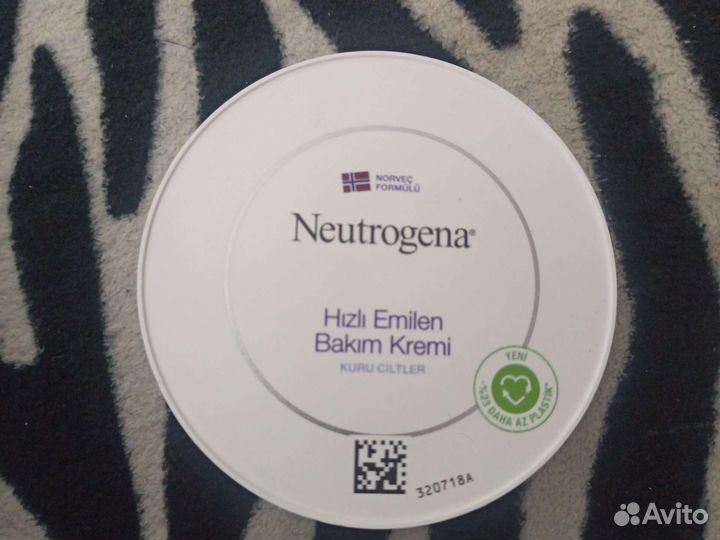 NORVEÇ
FORMÜLÜ
Neutrogena®
Hızlı Emilen
Bakım Kremi
KURU CİLTLER
YENİ
-%23 DAHA AZ PLASTİK*
320718A
Avito